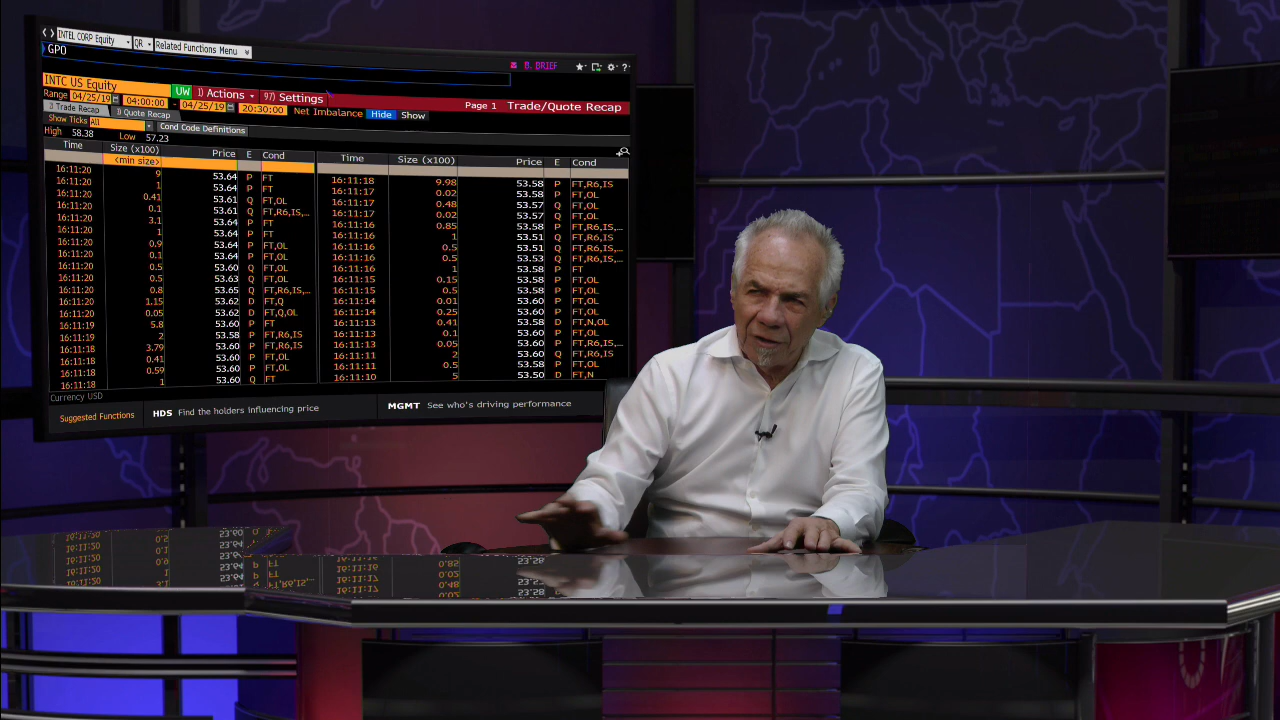 INTEL CORP Equity QR Related Functions Menu
GPO
B. BRIEF ?
INTC US Equity UW 1) Actions 97) Settings Page 1 Trade/Quote Recap
Range 04/25/19 04:00:00 - 04/25/19 20:30:00 Net Imbalance Hide Show
Trade Recap Quote Recap
Show Ticks All Cond Code Definitions
High 58.38 Low 57.23
Time Size (x100) Price E Cond Time Size (x100) Price E Cond
<min size>
16:11:20 9 53.64 P FT 16:11:18 9.98 53.58 P FT,R6,IS
16:11:20 1 53.64 P FT 16:11:17 0.02 53.58 P FT,OL
16:11:20 0.41 53.61 Q FT,OL 16:11:17 0.48 53.57 Q FT,OL
16:11:20 0.1 53.61 Q FT,R6,IS,... 16:11:17 0.02 53.57 Q FT,OL
16:11:20 3.1 53.64 P FT 16:11:16 0.85 53.58 P FT,R6,IS,...
16:11:20 1 53.64 P FT 16:11:16 1 53.51 Q FT,R6,IS
16:11:20 0.9 53.64 P FT,OL 16:11:16 0.5 53.51 Q FT,R6,IS,...
16:11:20 0.1 53.64 P FT,OL 16:11:16 0.5 53.53 Q FT,R6,IS,...
16:11:20 0.5 53.60 Q FT,OL 16:11:16 1 53.58 P FT
16:11:20 0.5 53.63 Q FT,OL 16:11:15 0.15 53.58 P FT,OL
16:11:20 0.8 53.65 Q FT,R6,IS,... 16:11:15 0.5 53.58 P FT,OL
16:11:20 1.15 53.62 D FT,Q 16:11:14 0.01 53.60 P FT,OL
16:11:20 0.05 53.62 D FT,Q,OL 16:11:14 0.25 53.60 P FT,OL
16:11:19 5.8 53.60 P FT 16:11:13 0.41 53.58 D FT,N,OL
16:11:19 2 53.58 P FT,R6,IS 16:11:13 0.1 53.60 P FT,OL
16:11:18 3.79 53.60 P FT,R6,IS 16:11:13 0.05 53.60 P FT,R6,IS,...
16:11:18 0.41 53.60 P FT,OL 16:11:11 2 53.60 Q FT,R6,IS
16:11:18 0.59 53.60 P FT,OL 16:11:11 0.5 53.58 P FT,OL
16:11:18 1 53.60 Q FT 16:11:10 5 53.50 D FT,N
Currency USD
Suggested Functions HDS Find the holders influencing price MGMT See who's driving performance